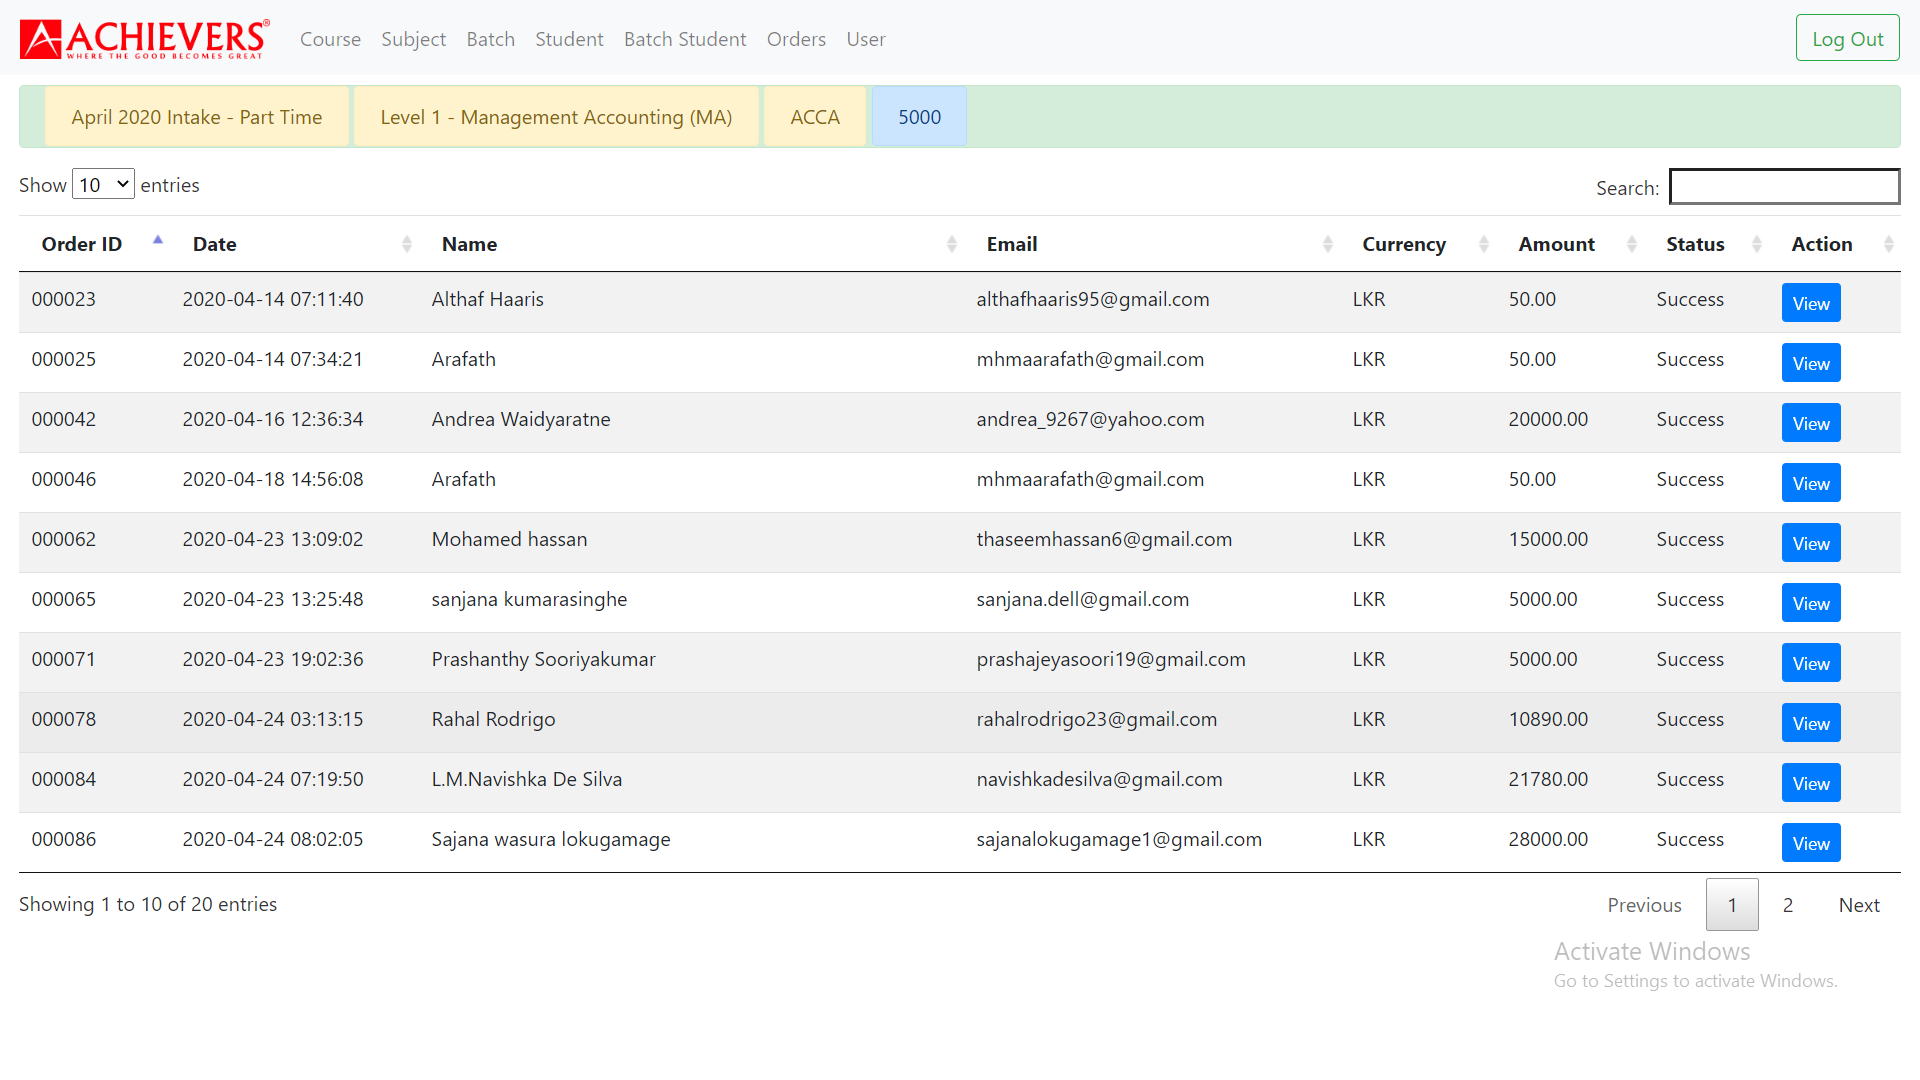 ACHIEVERS®
WHERE THE GOOD BECOMES GREAT
Course Subject Batch Student Batch Student Orders User Log Out
April 2020 Intake - Part Time Level 1 - Management Accounting (MA) ACCA 5000
Show 10 entries Search:
Order ID Date Name Email Currency Amount Status Action
000023 2020-04-14 07:11:40 Althaf Haaris althafhaaris95@gmail.com LKR 50.00 Success View
000025 2020-04-14 07:34:21 Arafath mhmaarafath@gmail.com LKR 50.00 Success View
000042 2020-04-16 12:36:34 Andrea Waidyaratne andrea_9267@yahoo.com LKR 20000.00 Success View
000046 2020-04-18 14:56:08 Arafath mhmaarafath@gmail.com LKR 50.00 Success View
000062 2020-04-23 13:09:02 Mohamed hassan thaseemhassan6@gmail.com LKR 15000.00 Success View
000065 2020-04-23 13:25:48 sanjana kumarasinghe sanjana.dell@gmail.com LKR 5000.00 Success View
000071 2020-04-23 19:02:36 Prashanthy Sooriyakumar prashajeyasoori19@gmail.com LKR 5000.00 Success View
000078 2020-04-24 03:13:15 Rahal Rodrigo rahalrodrigo23@gmail.com LKR 10890.00 Success View
000084 2020-04-24 07:19:50 L.M.Navishka De Silva navishkadesilva@gmail.com LKR 21780.00 Success View
000086 2020-04-24 08:02:05 Sajana wasura lokugamage sajanalokugamage1@gmail.com LKR 28000.00 Success View
Showing 1 to 10 of 20 entries Previous 1 2 Next
Activate Windows
Go to Settings to activate Windows.